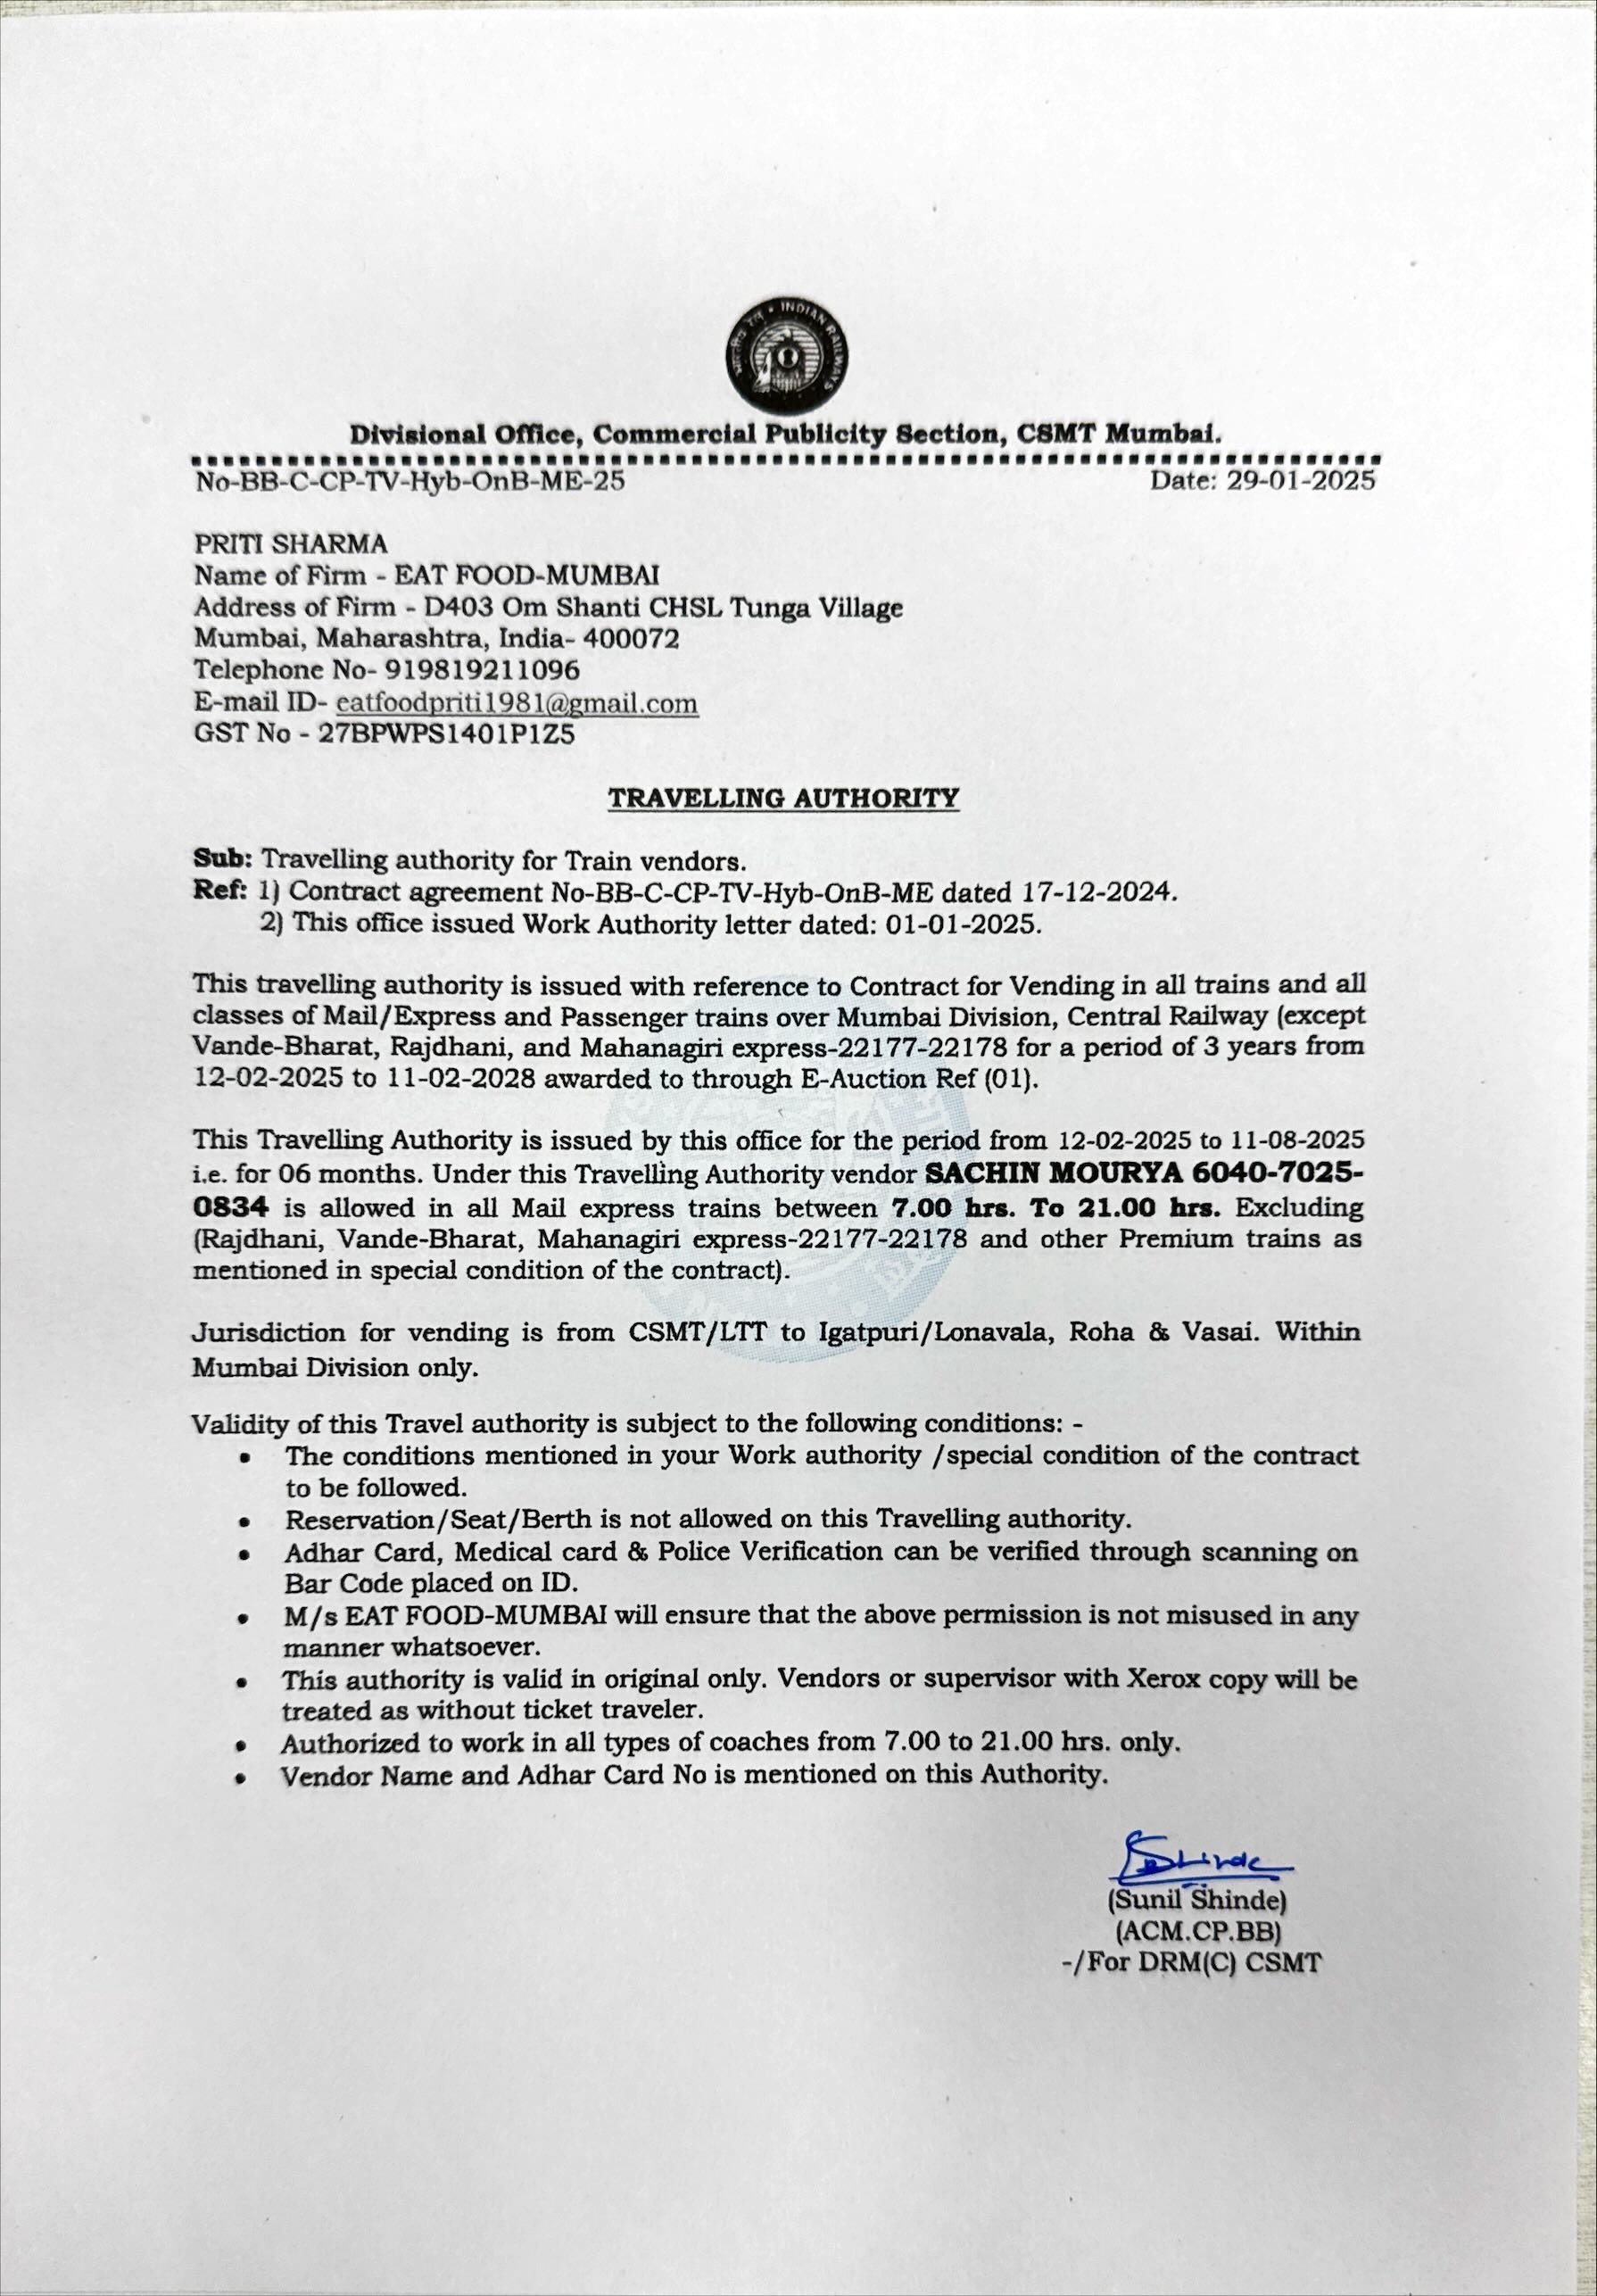 भारतीय रेल • INDIAN RAILWAYS
Divisional Office, Commercial Publicity Section, CSMT Mumbai.
No-BB-C-CP-TV-Hyb-OnB-ME-25 Date: 29-01-2025
PRITI SHARMA
Name of Firm - EAT FOOD-MUMBAI
Address of Firm - D403 Om Shanti CHSL Tunga Village
Mumbai, Maharashtra, India- 400072
Telephone No- 919819211096
E-mail ID- eatfoodpriti1981@gmail.com
GST No - 27BPWPS1401P1Z5
TRAVELLING AUTHORITY
Sub: Travelling authority for Train vendors.
Ref: 1) Contract agreement No-BB-C-CP-TV-Hyb-OnB-ME dated 17-12-2024.
2) This office issued Work Authority letter dated: 01-01-2025.
This travelling authority is issued with reference to Contract for Vending in all trains and all
classes of Mail/Express and Passenger trains over Mumbai Division, Central Railway (except
Vande-Bharat, Rajdhani, and Mahanagiri express-22177-22178 for a period of 3 years from
12-02-2025 to 11-02-2028 awarded to through E-Auction Ref (01).
This Travelling Authority is issued by this office for the period from 12-02-2025 to 11-08-2025
i.e. for 06 months. Under this Travelling Authority vendor SACHIN MOURYA 6040-7025-
0834 is allowed in all Mail express trains between 7.00 hrs. To 21.00 hrs. Excluding
(Rajdhani, Vande-Bharat, Mahanagiri express-22177-22178 and other Premium trains as
mentioned in special condition of the contract).
Jurisdiction for vending is from CSMT/LTT to Igatpuri/Lonavala, Roha & Vasai. Within
Mumbai Division only.
Validity of this Travel authority is subject to the following conditions: -
• The conditions mentioned in your Work authority /special condition of the contract
to be followed.
• Reservation/Seat/Berth is not allowed on this Travelling authority.
• Adhar Card, Medical card & Police Verification can be verified through scanning on
Bar Code placed on ID.
• M/s EAT FOOD-MUMBAI will ensure that the above permission is not misused in any
manner whatsoever.
• This authority is valid in original only. Vendors or supervisor with Xerox copy will be
treated as without ticket traveler.
• Authorized to work in all types of coaches from 7.00 to 21.00 hrs. only.
• Vendor Name and Adhar Card No is mentioned on this Authority.
Shinde
(Sunil Shinde)
(ACM.CP.BB)
-/For DRM(C) CSMT